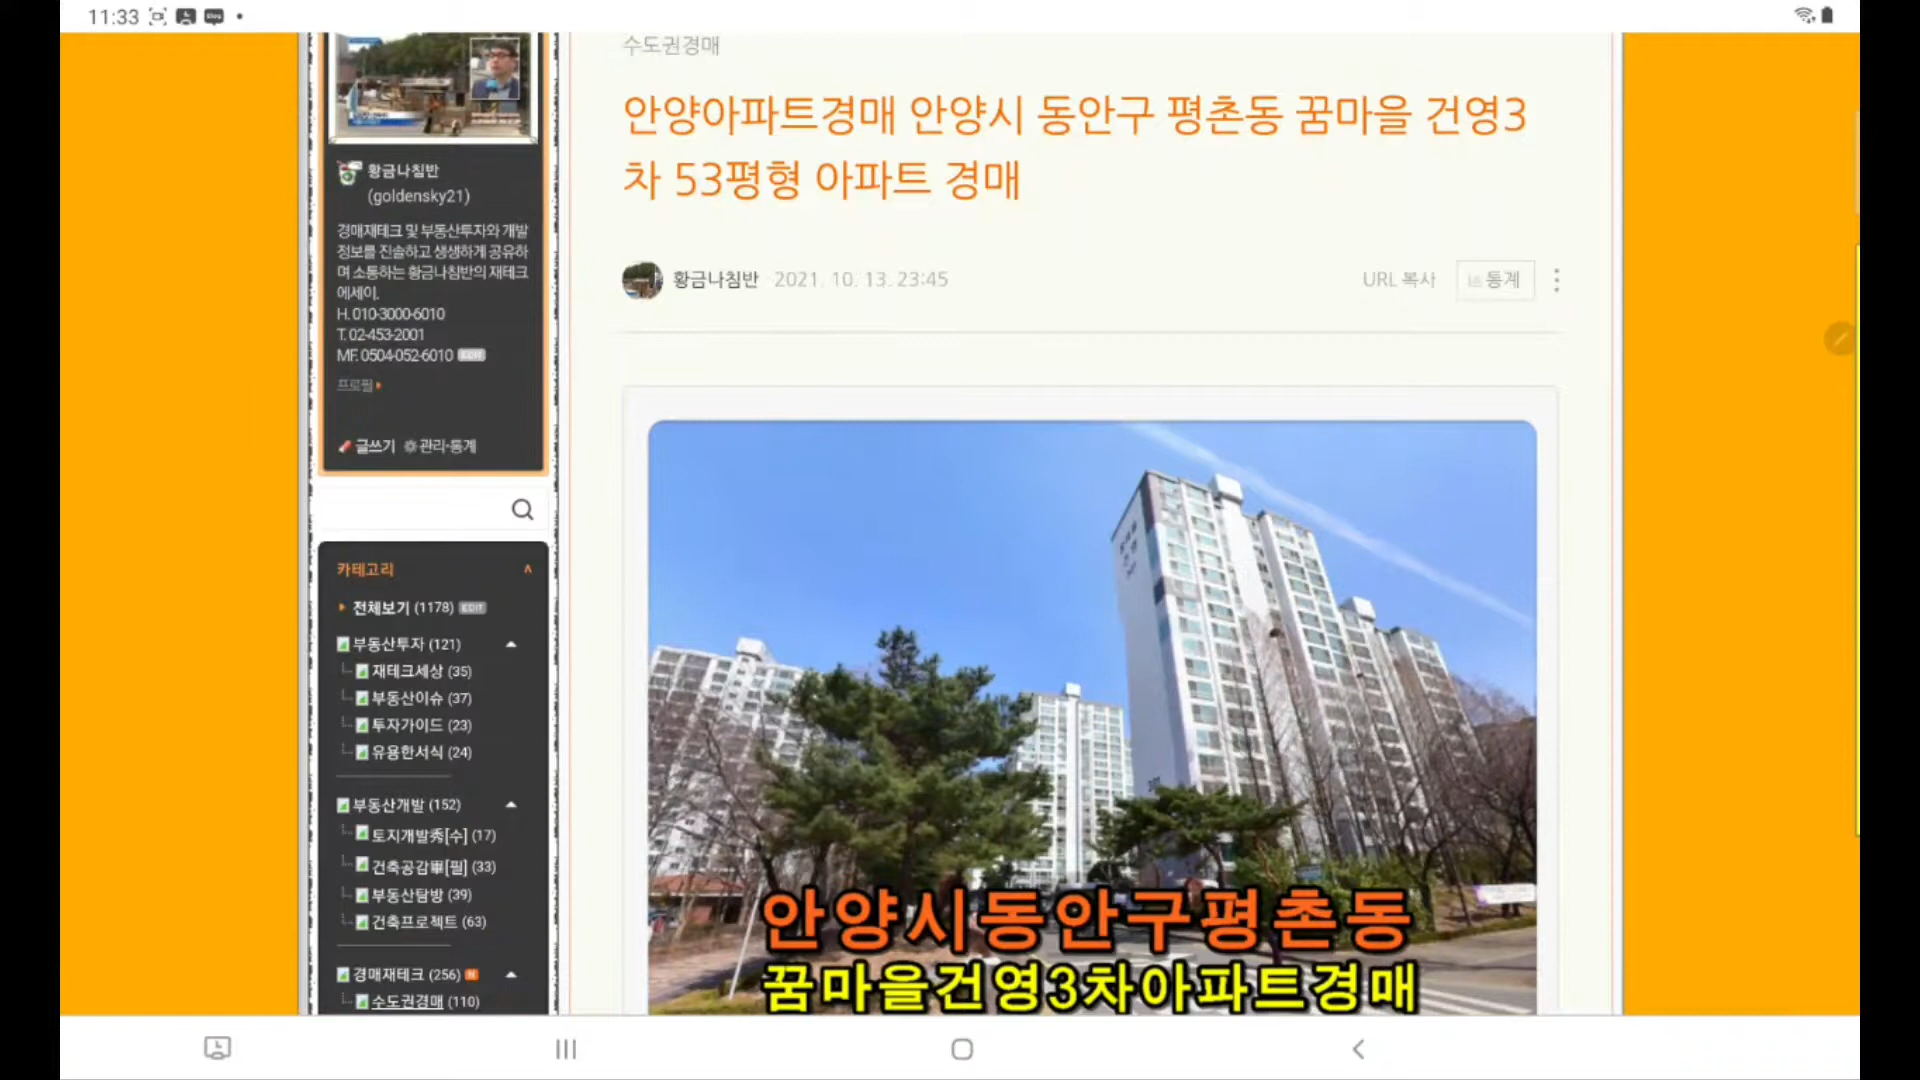 11:33
황금나침반
(goldensky21)
경매재테크 및 부동산투자와 개발
정보를 진솔하고 생생하게 공유하
며 소통하는 황금나침반의 재테크
에세이.
H. 010-3000-6010
T. 02-453-2001
MF. 0504-052-6010 EDIT
프로필
글쓰기 관리·통계
카테고리
전체보기 (1178) EDIT
부동산투자 (121)
재테크세상 (35)
부동산이슈 (37)
투자가이드 (23)
유용한서식 (24)
부동산개발 (152)
토지개발秀[수] (17)
건축공감畢[필] (33)
부동산탐방 (39)
건축프로젝트 (63)
경매재테크 (256) N
수도권경매 (110)
수도권경매
안양아파트경매 안양시 동안구 평촌동 꿈마을 건영3
차 53평형 아파트 경매
황금나침반 · 2021. 10. 13. 23:45
URL 복사 통계
안양시동안구평촌동
꿈마을건영3차아파트경매